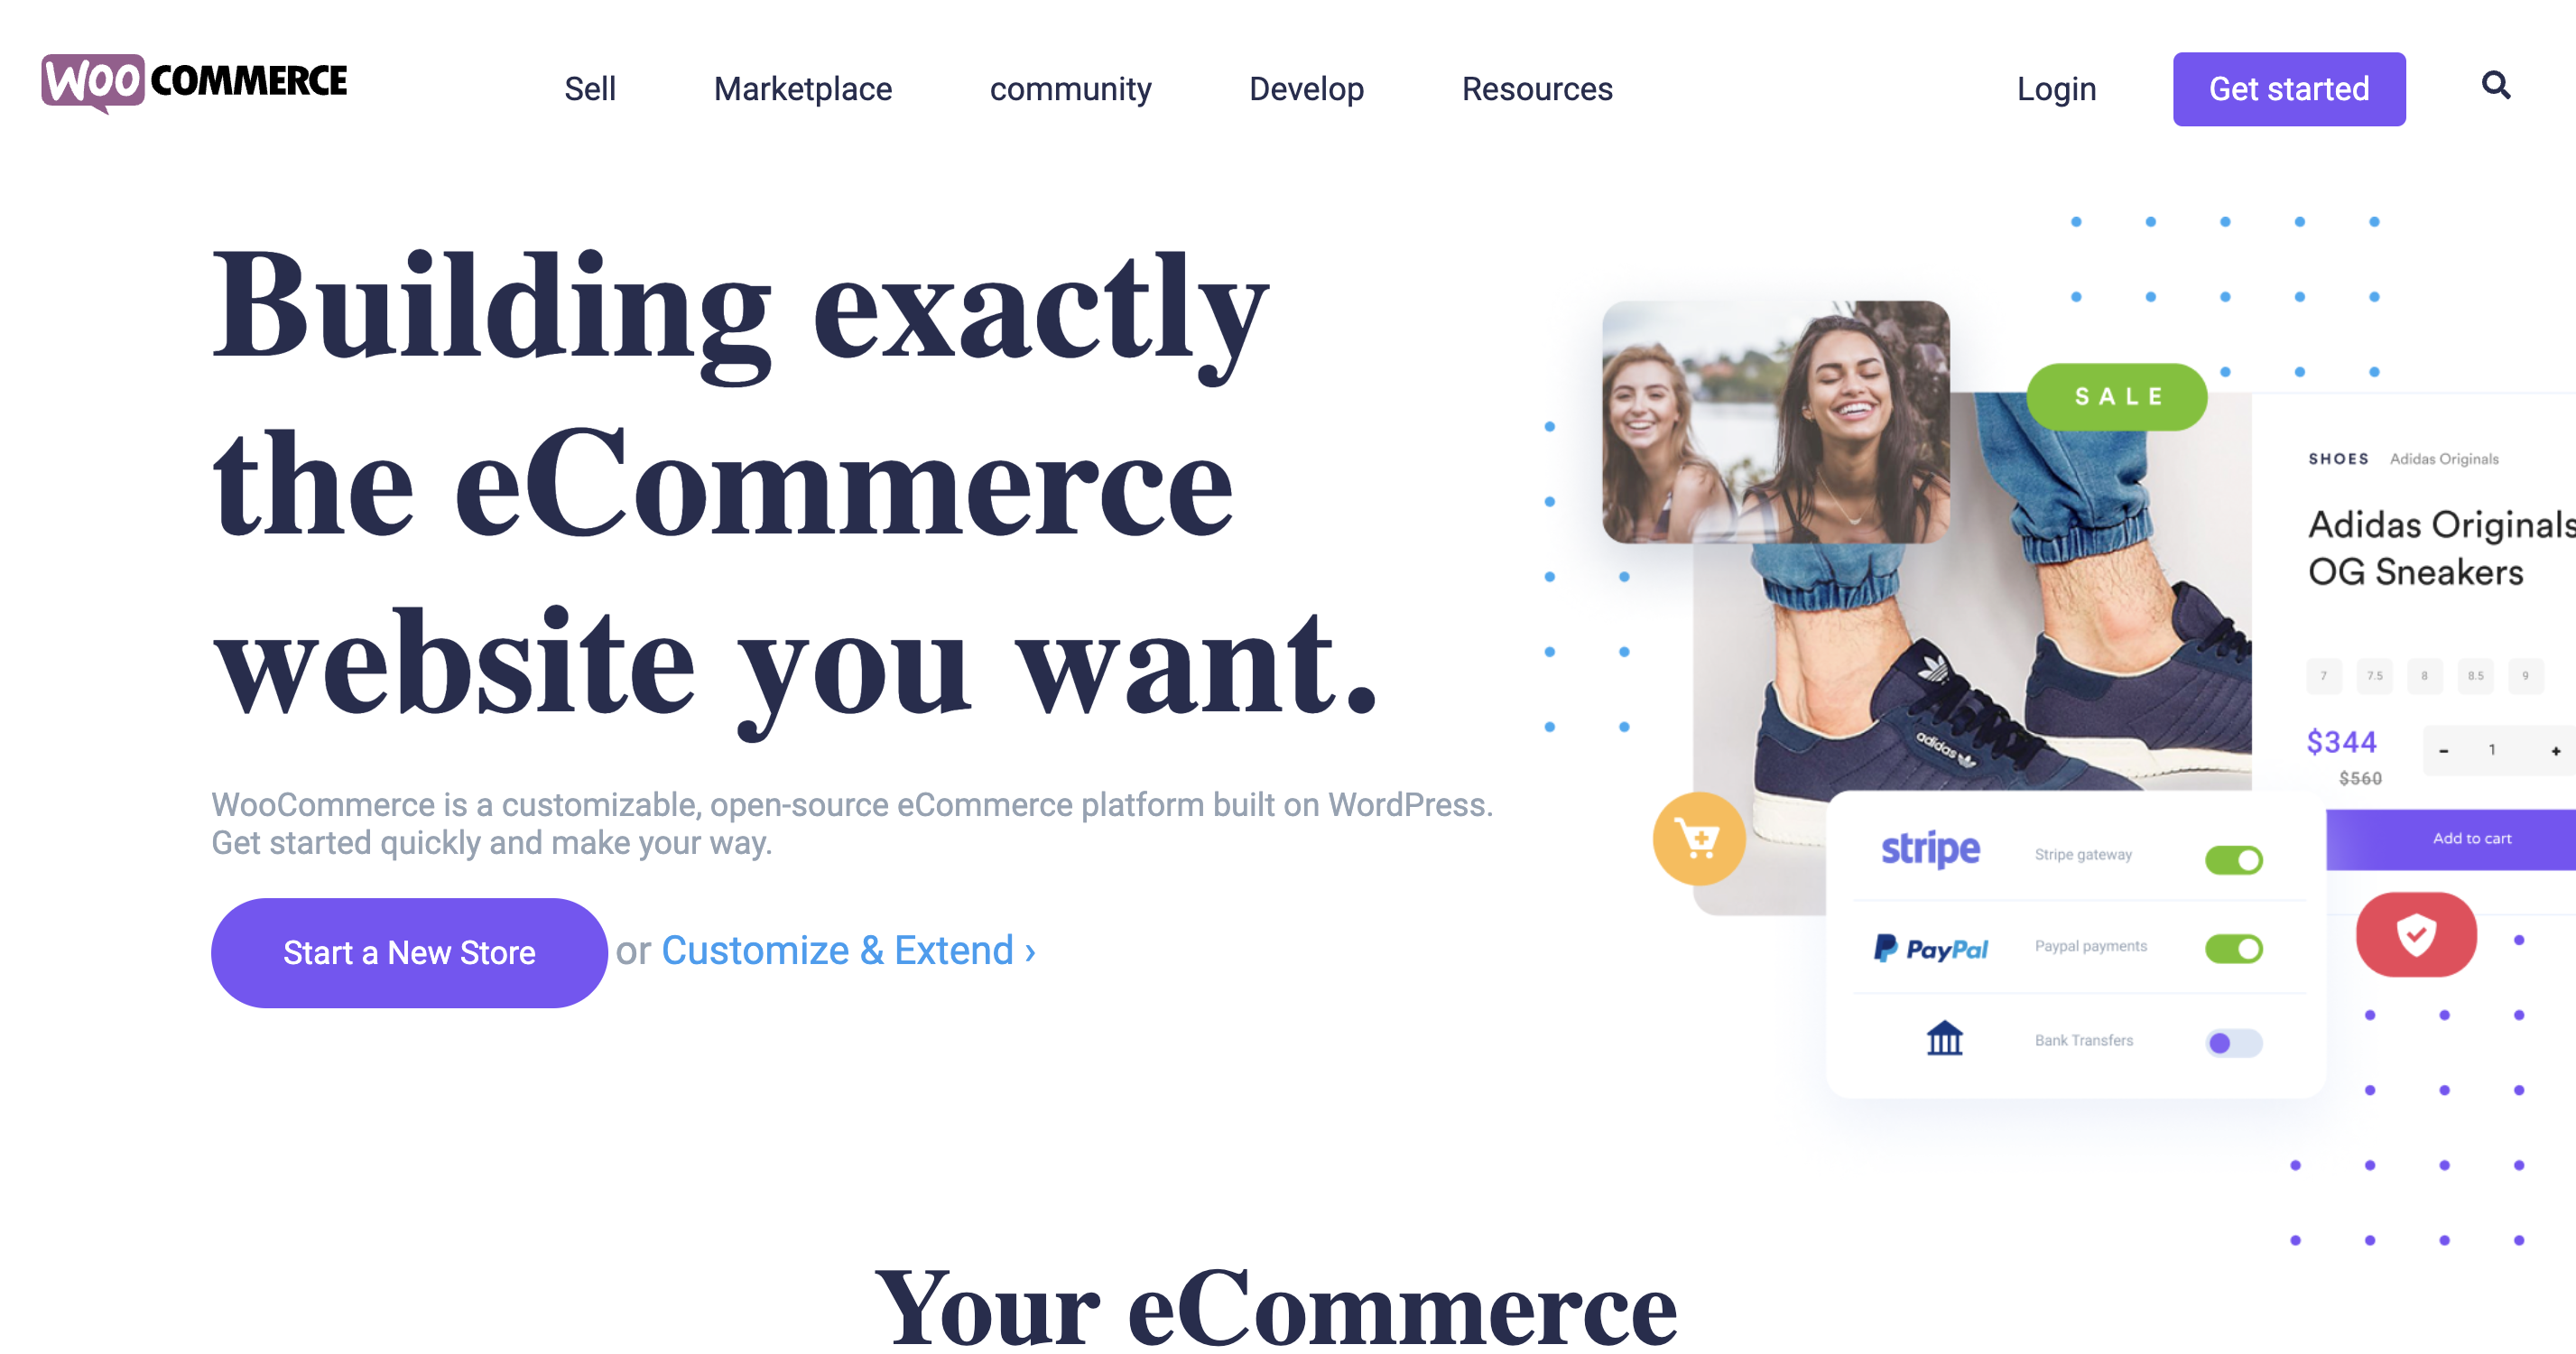 WOO COMMERCE
Sell Marketplace community Develop Resources Login Get started
Building exactly
the eCommerce
website you want.
WooCommerce is a customizable, open-source eCommerce platform built on WordPress.
Get started quickly and make your way.
Start a New Store or Customize & Extend ›
SALE
SHOES Adidas Originals
Adidas Originals
OG Sneakers
7 7.5 8 8.5 9
$344
- 1 +
$560
adidas
Add to cart
stripe Stripe gateway
PayPal Paypal payments
Bank Transfers
Your eCommerce